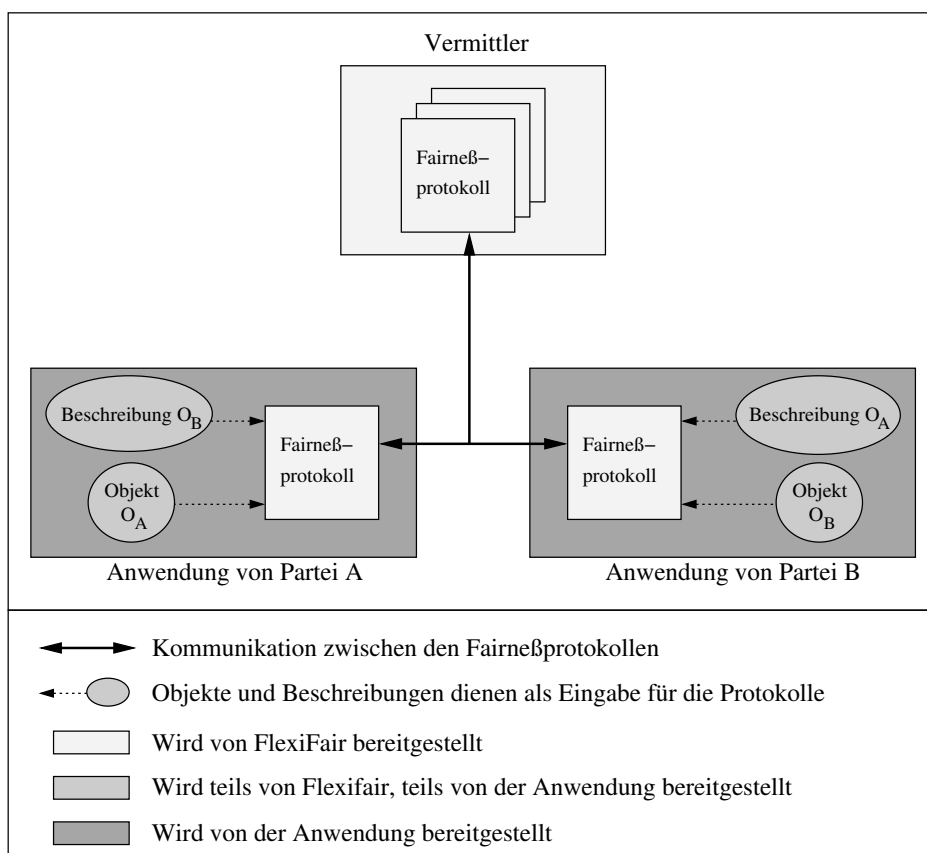 Vermittler
Fairneß–
protokoll
Beschreibung O_B
Fairneß–
protokoll
Objekt
O_A
Anwendung von Partei A
Fairneß–
protokoll
Beschreibung O_A
Objekt
O_B
Anwendung von Partei B
Kommunikation zwischen den Fairneßprotokollen
Objekte und Beschreibungen dienen als Eingabe für die Protokolle
Wird von FlexiFair bereitgestellt
Wird teils von Flexifair, teils von der Anwendung bereitgestellt
Wird von der Anwendung bereitgestellt